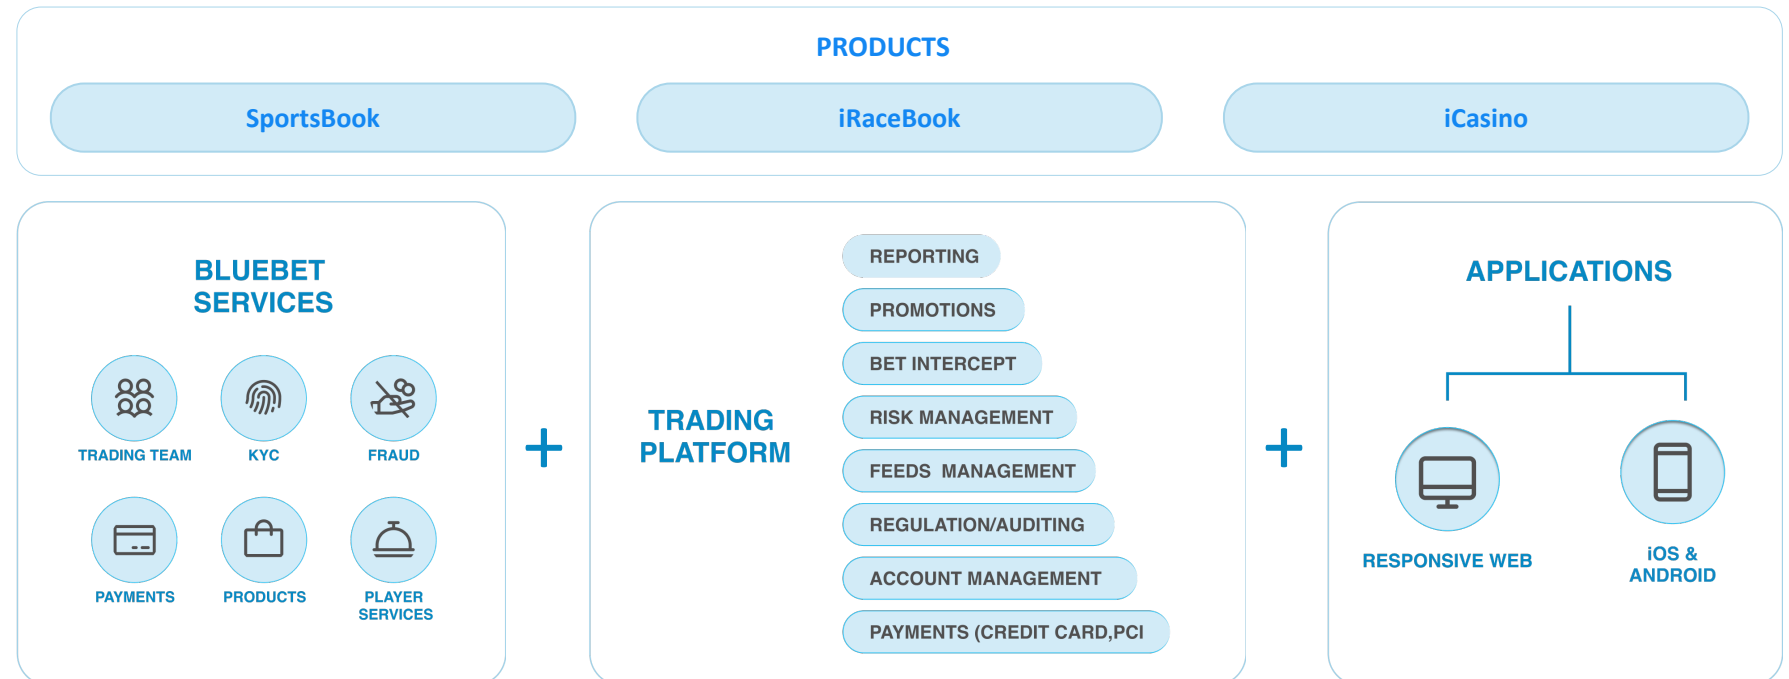 PRODUCTS
SportsBook
iRaceBook
iCasino
BLUEBET
SERVICES
TRADING TEAM
KYC
FRAUD
PAYMENTS
PRODUCTS
PLAYER
SERVICES
TRADING
PLATFORM
REPORTING
PROMOTIONS
BET INTERCEPT
RISK MANAGEMENT
FEEDS  MANAGEMENT
REGULATION/AUDITING
ACCOUNT MANAGEMENT
PAYMENTS (CREDIT CARD,PCI
APPLICATIONS
RESPONSIVE WEB
iOS &
ANDROID